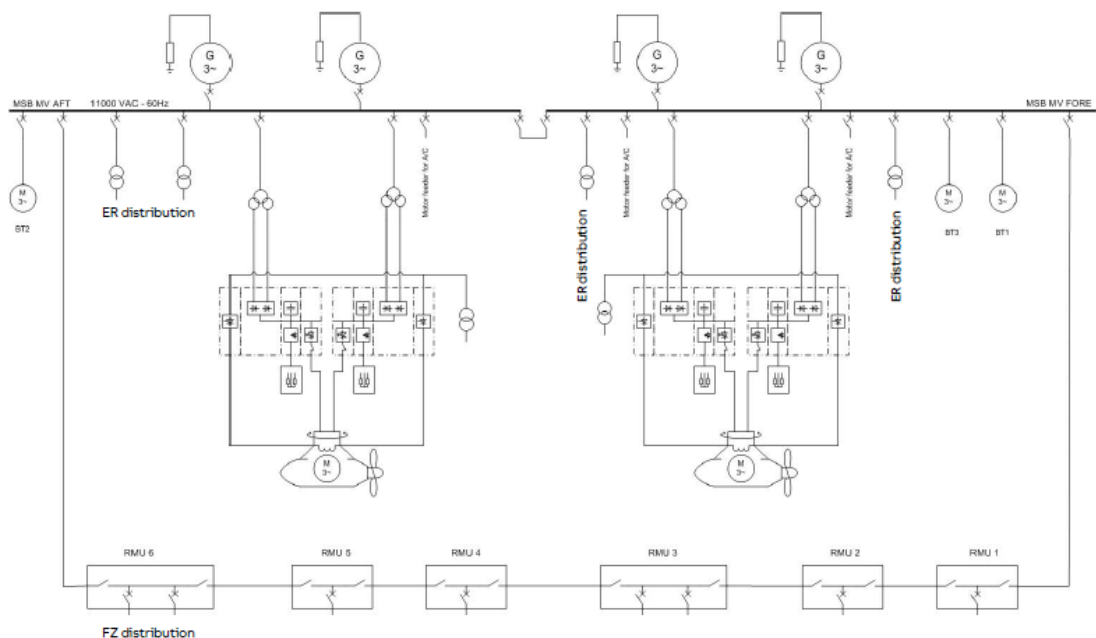 G
3~
G
3~
G
3~
G
3~
MSB MV AFT 11000 VAC - 60Hz
MSB MV FORE
M
3~
BT2
ER distribution
Motor feeder for A/C
ER distribution
Motor feeder for A/C
Motor feeder for A/C
ER distribution
M
3~
BT3
M
3~
BT1
M
3~
M
3~
RMU 6
RMU 5
RMU 4
RMU 3
RMU 2
RMU 1
FZ distribution